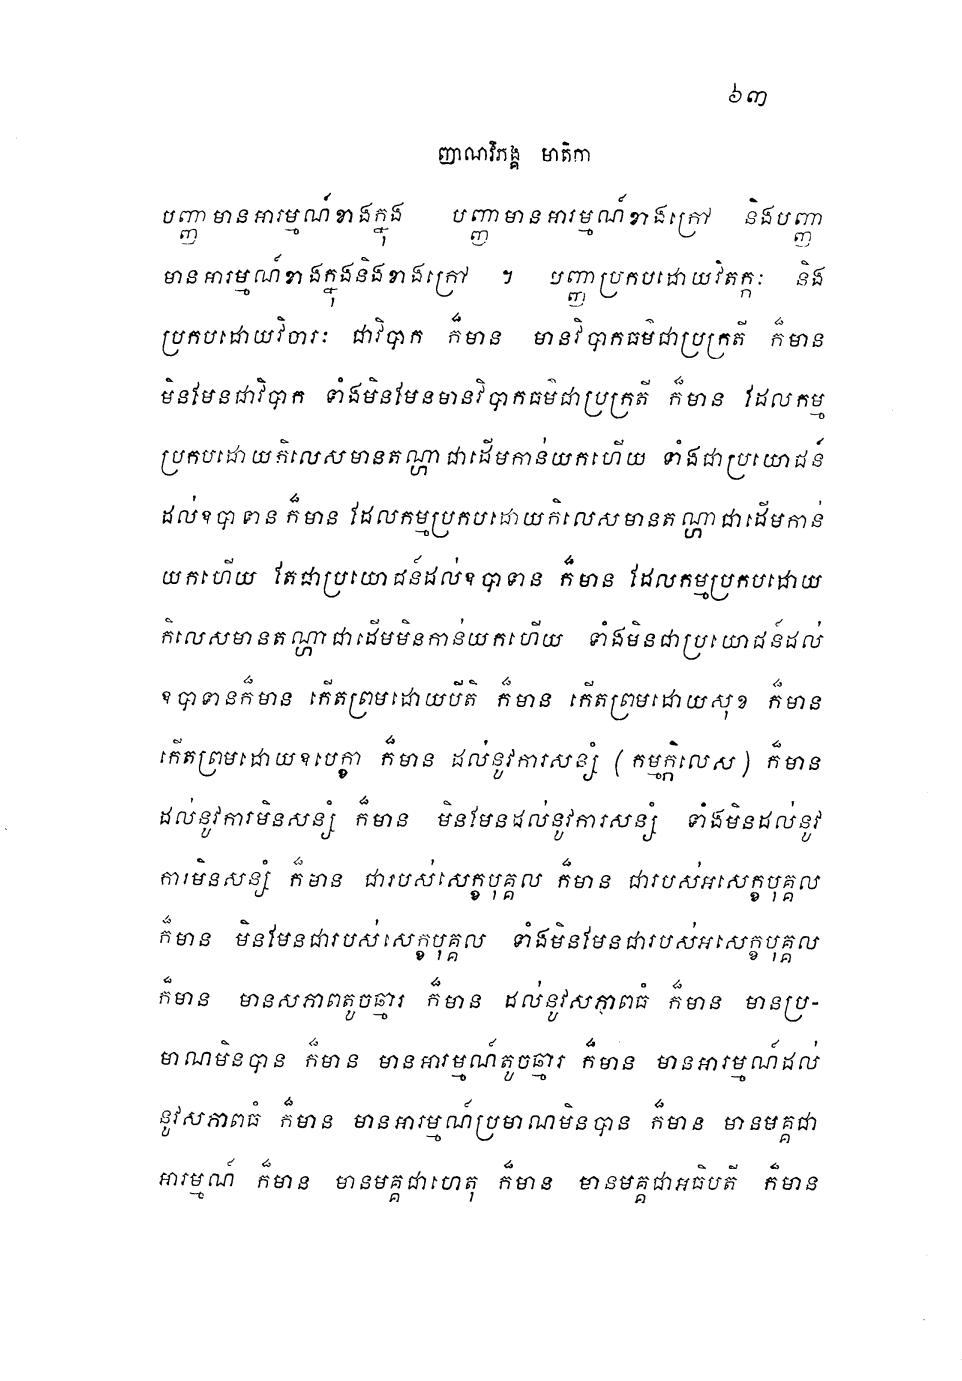 ៦៣
ញាណវិភង្គ មាតិកា
បញ្ញាមានអារម្មណ៍ខាងក្នុង បញ្ញាមានអារម្មណ៍ខាងក្រៅ និងបញ្ញា
មានអារម្មណ៍ខាងក្នុងនិងខាងក្រៅ ។ បញ្ញាប្រកបដោយវិតក្កៈ និង
ប្រកបដោយវិចារៈ ជាវិបាក ក៏មាន មានវិបាកធម៌ជាប្រក្រតី ក៏មាន
មិនមែនជាវិបាក ទាំងមិនមែនមានវិបាកធម៌ជាប្រក្រតី ក៏មាន ដែលកម្ម
ប្រកបដោយកិលេសមានតណ្ហាជាដើមកាន់យកហើយ ទាំងជាប្រយោជន៍
ដល់ឧបាទាន ក៏មាន ដែលកម្មប្រកបដោយកិលេសមានតណ្ហាជាដើមកាន់
យកហើយ តែជាប្រយោជន៍ដល់ឧបាទាន ក៏មាន ដែលកម្មប្រកបដោយ
កិលេសមានតណ្ហាជាដើមមិនកាន់យកហើយ ទាំងមិនជាប្រយោជន៍ដល់
ឧបាទានក៏មាន កើតព្រមដោយបីតិ ក៏មាន កើតព្រមដោយសុខ ក៏មាន
កើតព្រមដោយឧបេក្ខា ក៏មាន ដល់នូវការសន្សំ (កម្មក្កិលេស) ក៏មាន
ដល់នូវការមិនសន្សំ ក៏មាន មិនមែនដល់នូវការសន្សំ ទាំងមិនដល់នូវ
ការមិនសន្សំ ក៏មាន ជារបស់សេក្ខបុគ្គល ក៏មាន ជារបស់អសេក្ខបុគ្គល
ក៏មាន មិនមែនជារបស់សេក្ខបុគ្គល ទាំងមិនមែនជារបស់អសេក្ខបុគ្គល
ក៏មាន មានសភាពតូចឆ្មារ ក៏មាន ដល់នូវសភាពធំ ក៏មាន មានប្រ-
មាណមិនបាន ក៏មាន មានអារម្មណ៍តូចឆ្មារ ក៏មាន មានអារម្មណ៍ដល់
នូវសភាពធំ ក៏មាន មានអារម្មណ៍ប្រមាណមិនបាន ក៏មាន មានមគ្គជា
អារម្មណ៍ ក៏មាន មានមគ្គជាហេតុ ក៏មាន មានមគ្គជាអធិបតី ក៏មាន